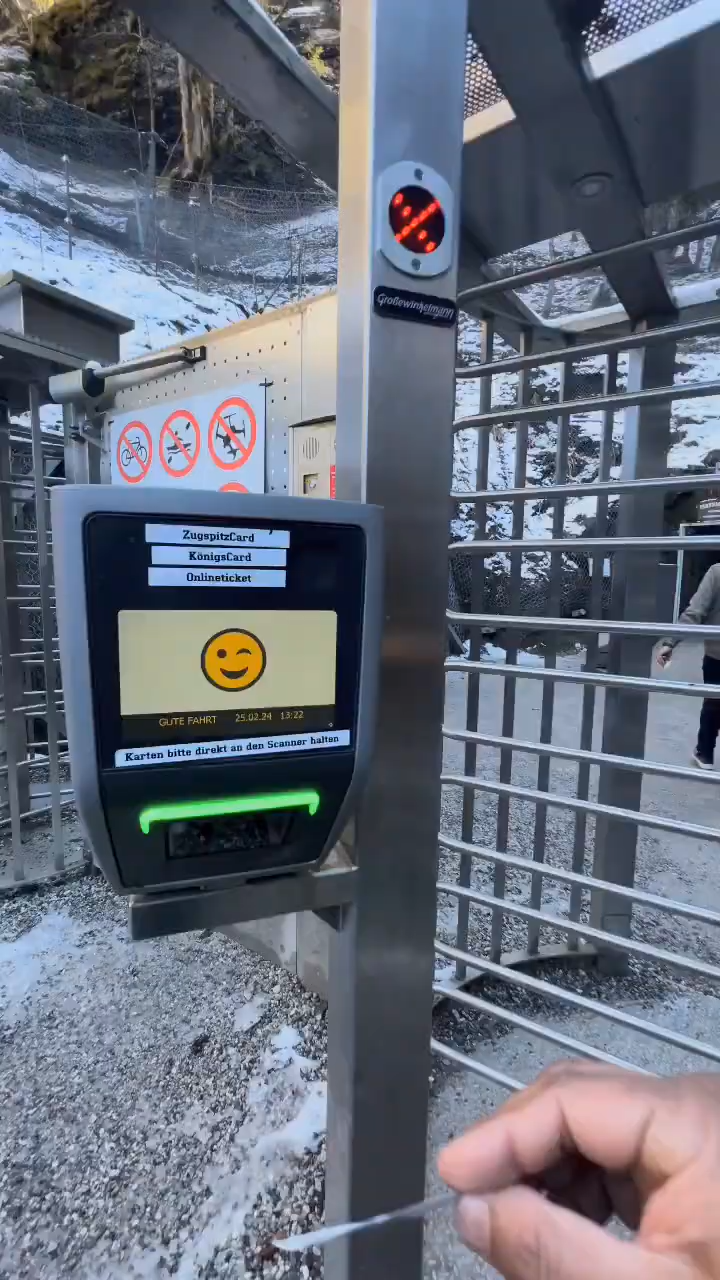 Großewinkelmann
ZugspitzCard
KönigsCard
Onlineticket
GUTE FAHRT 25.02.24 13:22
Karten bitte direkt an den Scanner halten